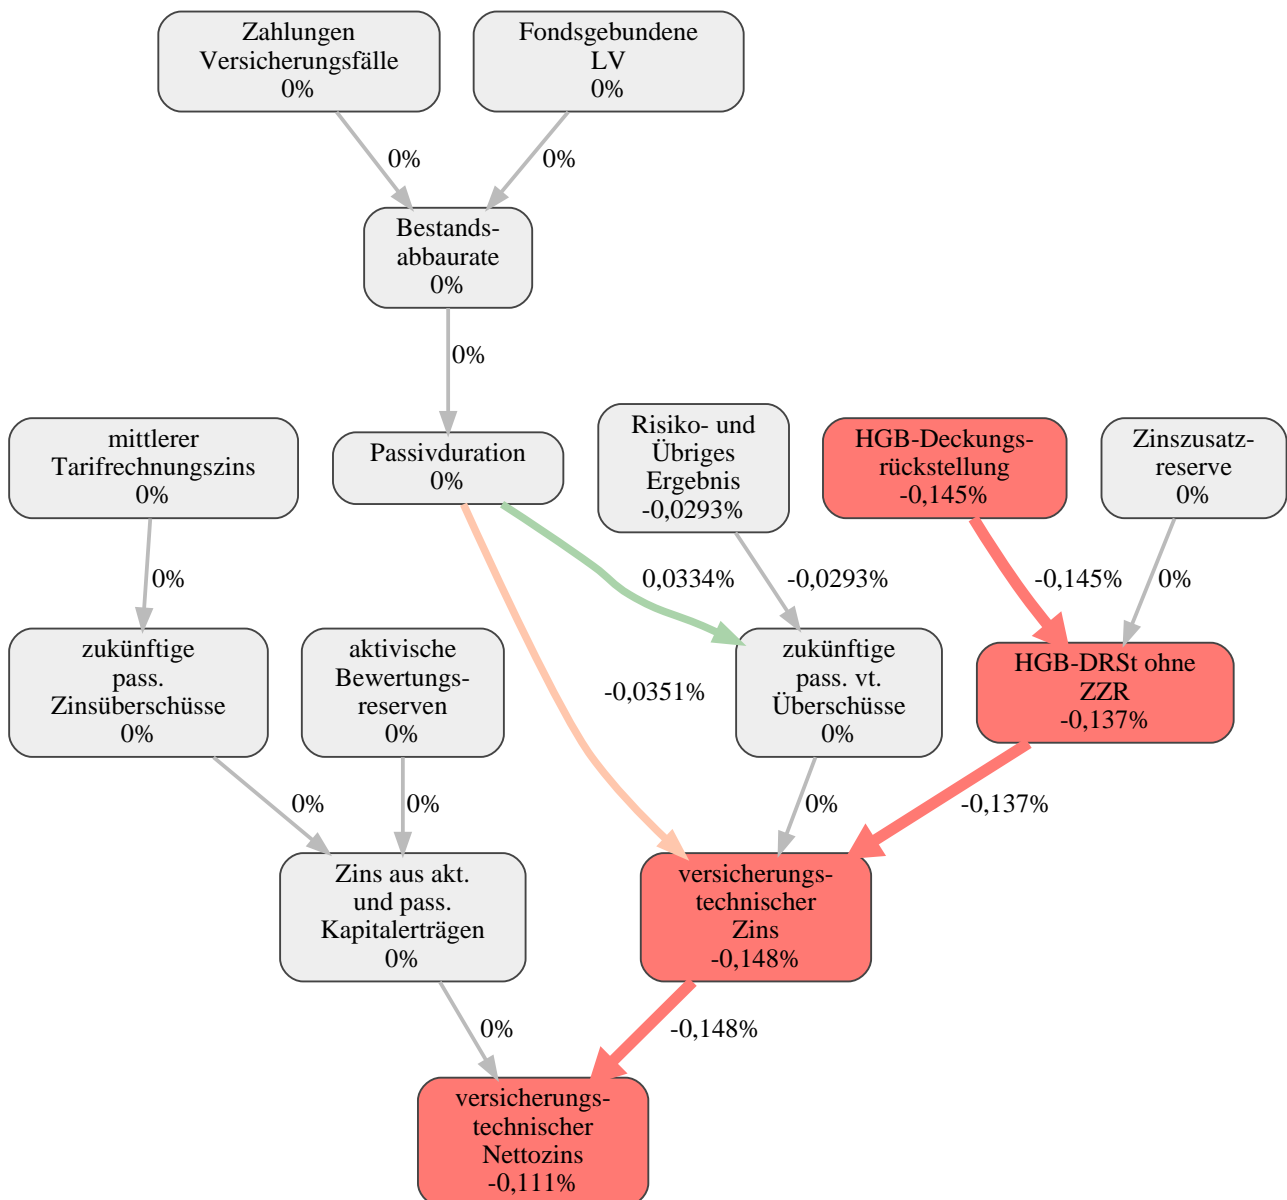 Zahlungen
Versicherungsfälle
0%
Fondsgebundene
LV
0%
0%
0%
Bestands-
abbaurate
0%
0%
mittlerer
Tarifrechnungszins
0%
Passivduration
0%
Risiko- und
Übriges
Ergebnis
-0,0293%
HGB-Deckungs-
rückstellung
-0,145%
Zinszusatz-
reserve
0%
0%
0,0334%
-0,0293%
-0,145%
0%
zukünftige
pass.
Zinsüberschüsse
0%
aktivische
Bewertungs-
reserven
0%
-0,0351%
zukünftige
pass. vt.
Überschüsse
0%
HGB-DRSt ohne
ZZR
-0,137%
0%
0%
0%
-0,137%
Zins aus akt.
und pass.
Kapitalerträgen
0%
versicherungs-
technischer
Zins
-0,148%
0%
-0,148%
versicherungs-
technischer
Nettozins
-0,111%